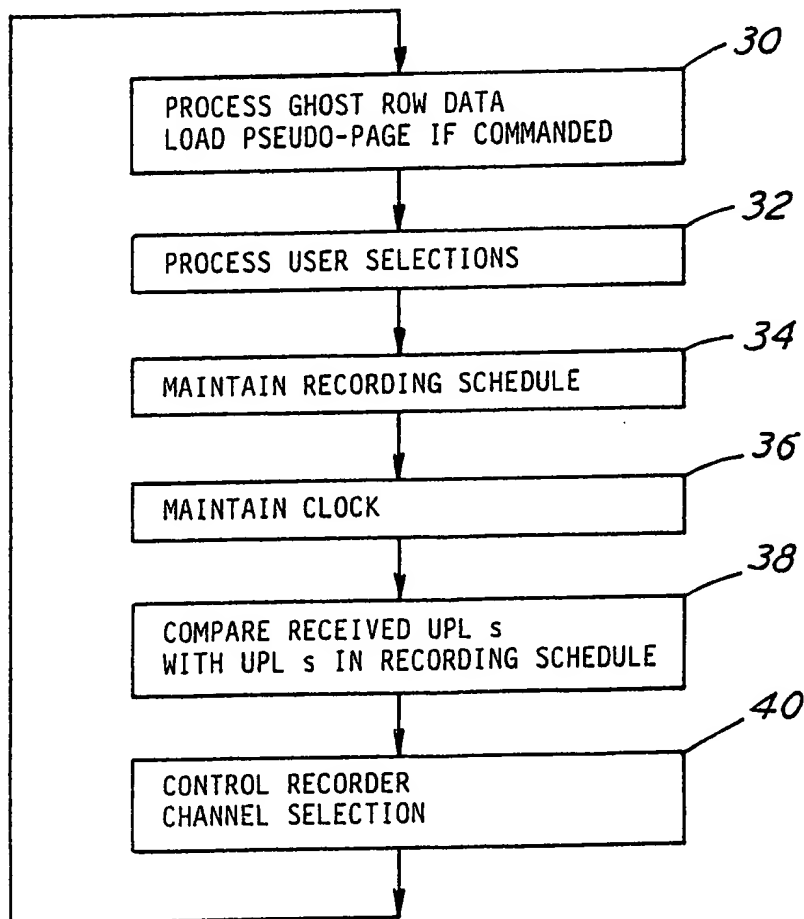 30
PROCESS GHOST ROW DATA
LOAD PSEUDO-PAGE IF COMMANDED
32
PROCESS USER SELECTIONS
34
MAINTAIN RECORDING SCHEDULE
36
MAINTAIN CLOCK
38
COMPARE RECEIVED UPL s
WITH UPL s IN RECORDING SCHEDULE
40
CONTROL RECORDER
CHANNEL SELECTION